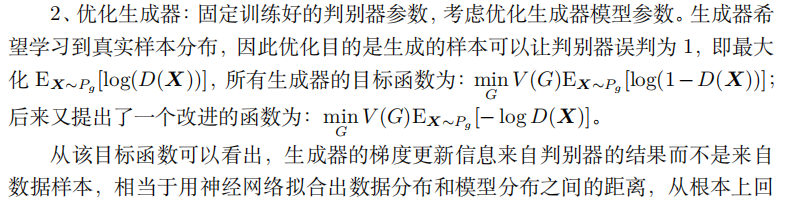 2、优化生成器：固定训练好的判别器参数，考虑优化生成器模型参数。生成器希
望学习到真实样本分布，因此优化目的是生成的样本可以让判别器误判为 1，即最大
化 E_{X∼P_g}[log(D(X))]，所有生成器的目标函数为：min_G V(G)E_{X∼P_g}[log(1−D(X))]；
后来又提出了一个改进的函数为：min_G V(G)E_{X∼P_g}[− log D(X)]。
从该目标函数可以看出，生成器的梯度更新信息来自判别器的结果而不是来自
数据样本，相当于用神经网络拟合出数据分布和模型分布之间的距离，从根本上回